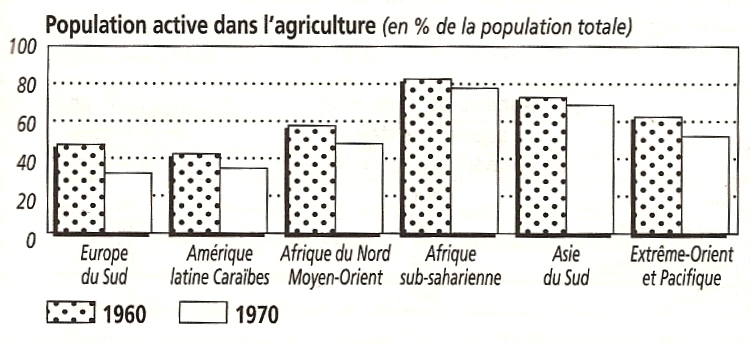 Population active dans l'agriculture (en % de la population totale)
100
80
60
40
20
0
Europe
du Sud
Amérique
latine Caraïbes
Afrique du Nord
Moyen-Orient
Afrique
sub-saharienne
Asie
du Sud
Extrême-Orient
et Pacifique
1960
1970